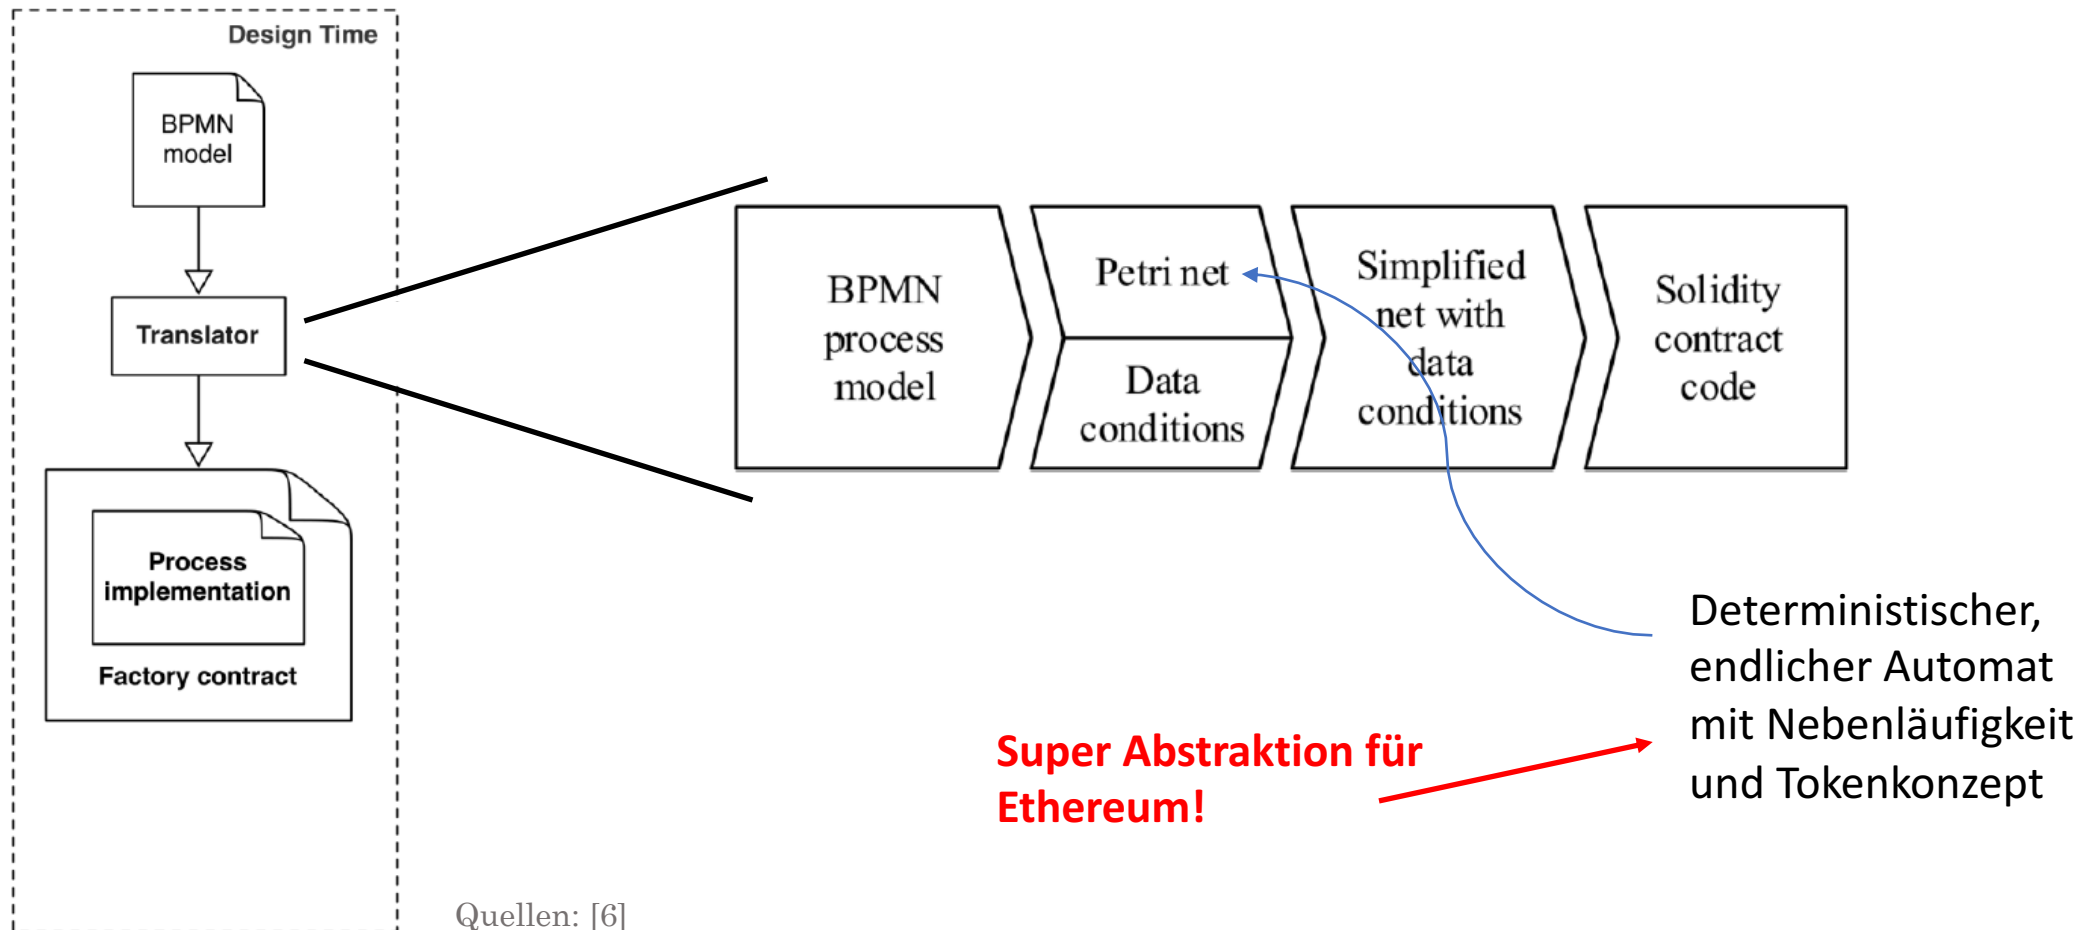 Design Time
BPMN
model
Translator
Process
implementation
Factory contract
BPMN
process
model
Petri net
Data
conditions
Simplified
net with
data
conditions
Solidity
contract
code
Deterministischer,
endlicher Automat
mit Nebenläufigkeit
und Tokenkonzept
Super Abstraktion für
Ethereum!
Quellen: [6]